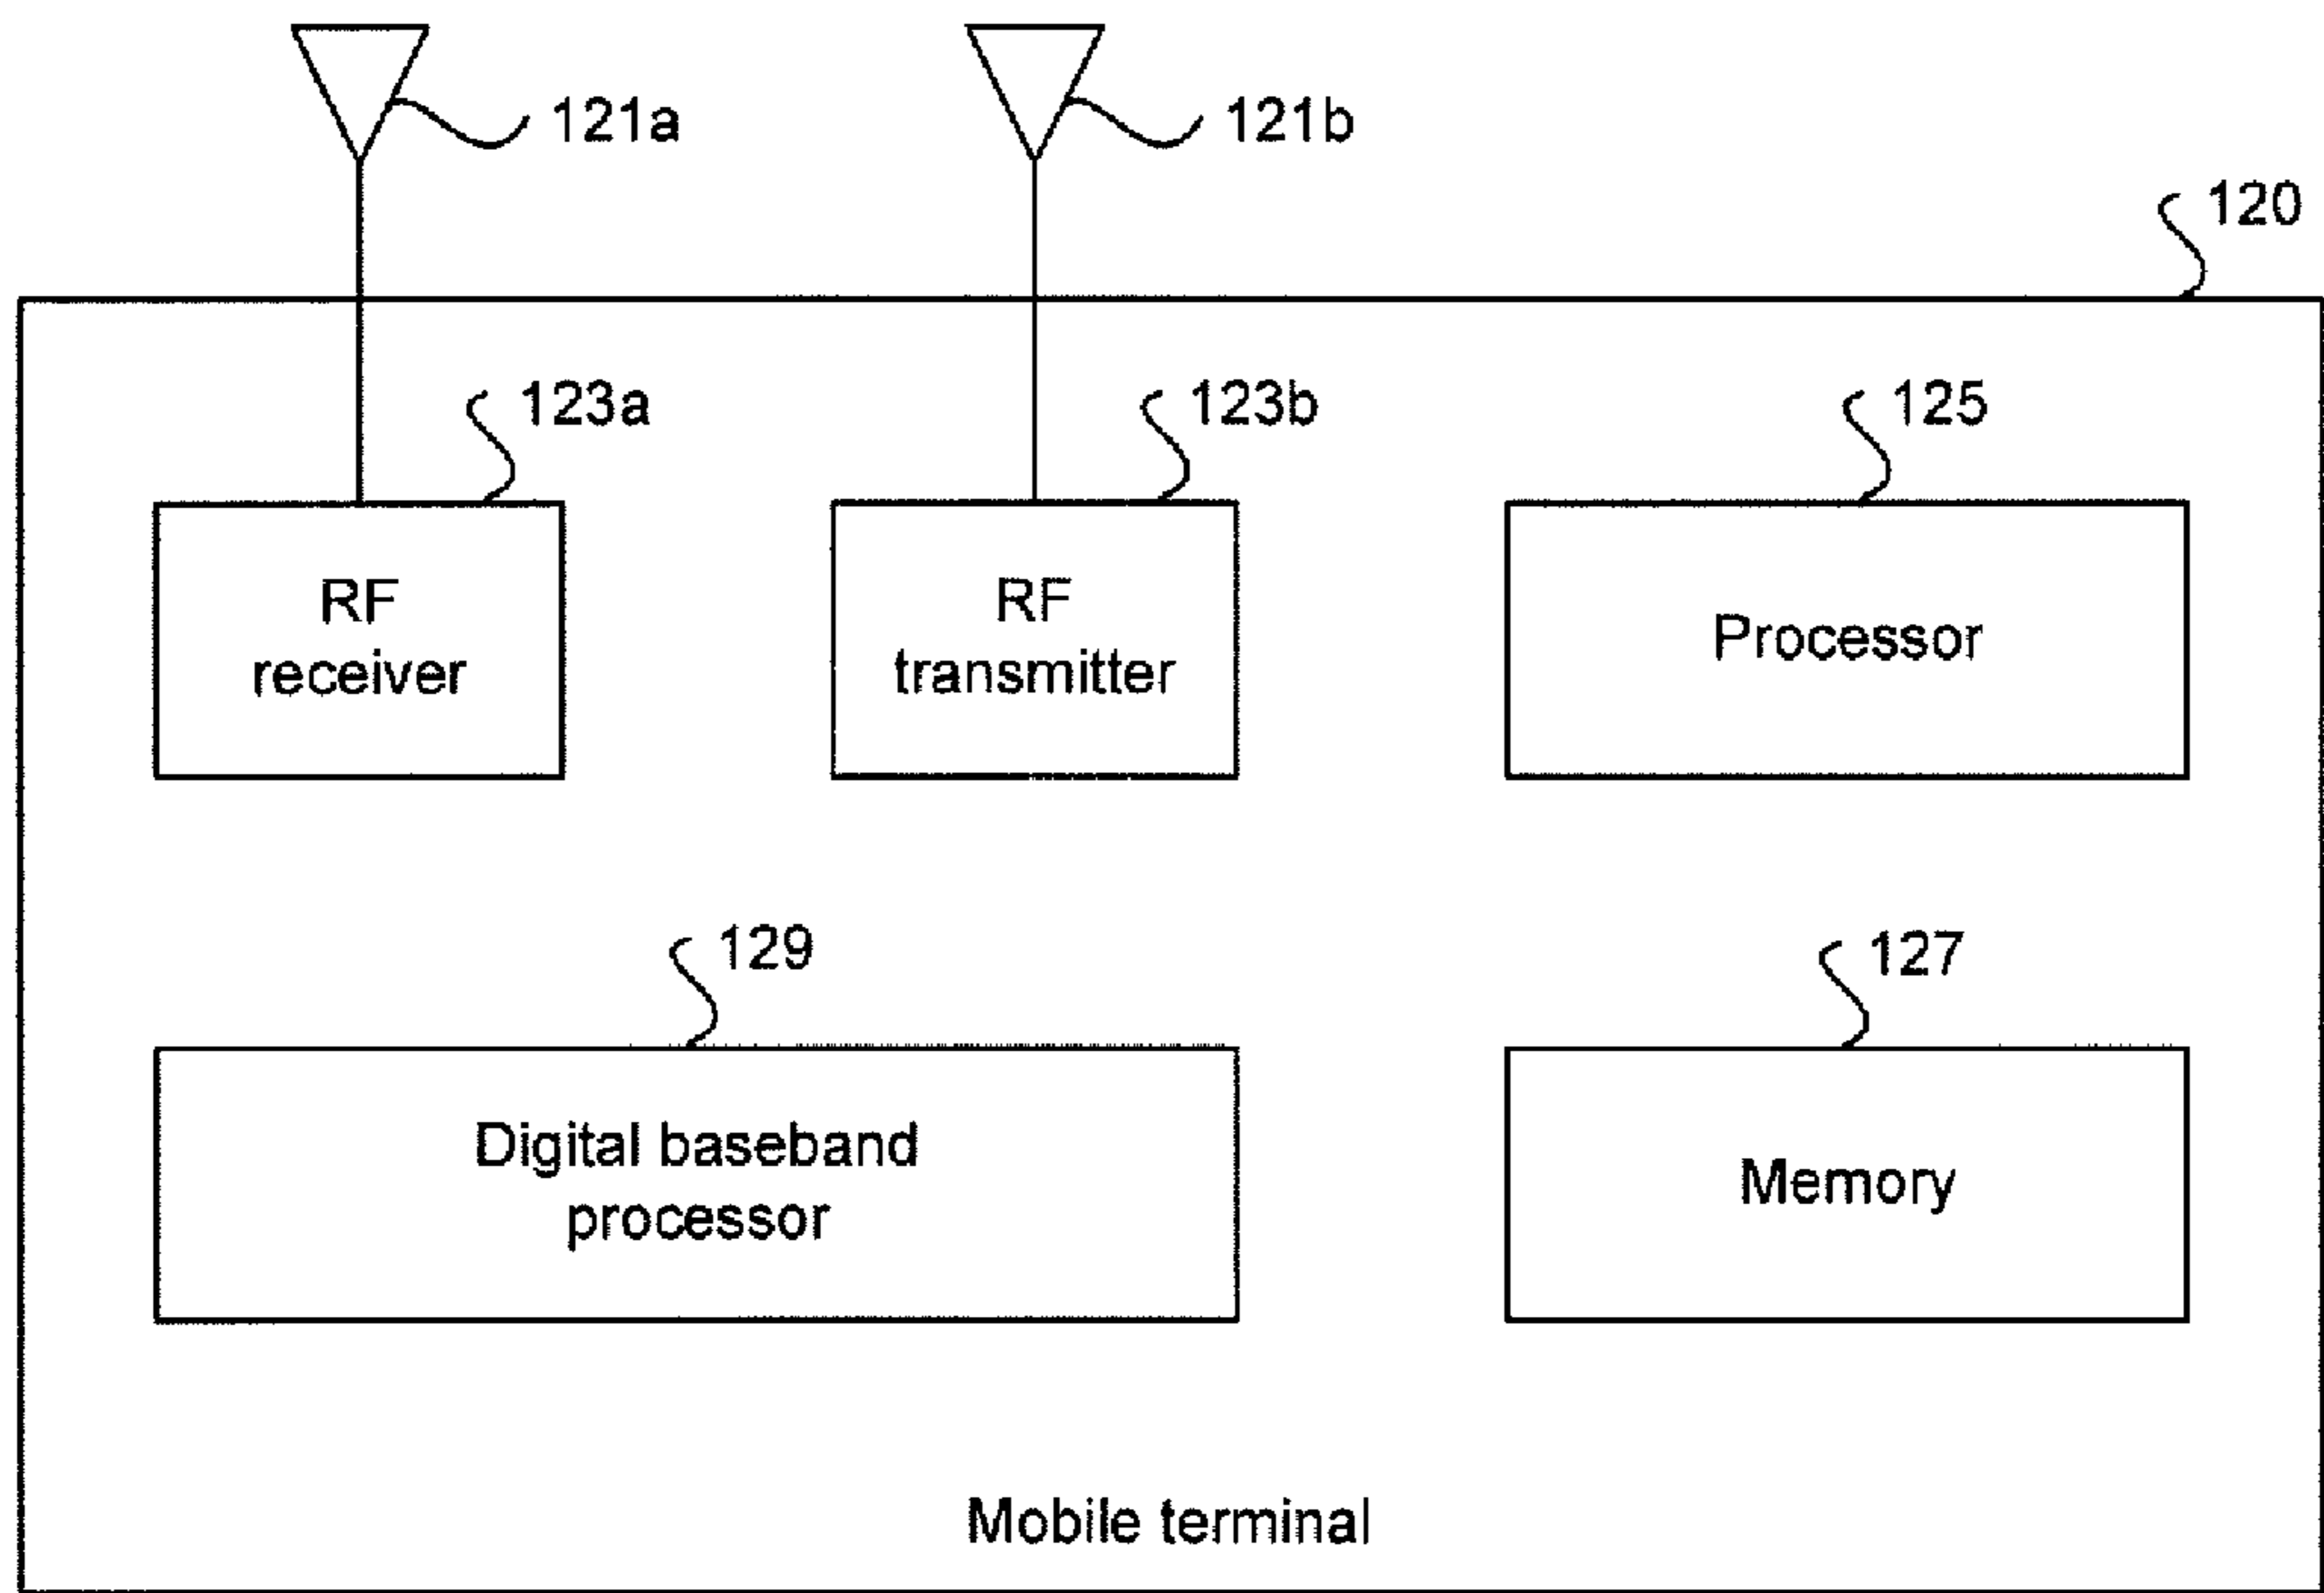 121a
121b
120
123a
123b
125
RF
receiver
RF
transmitter
Processor
129
127
Digital baseband
processor
Memory
Mobile terminal